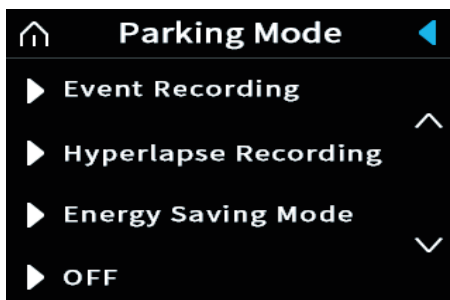 Parking Mode
Event Recording
Hyperlapse Recording
Energy Saving Mode
OFF